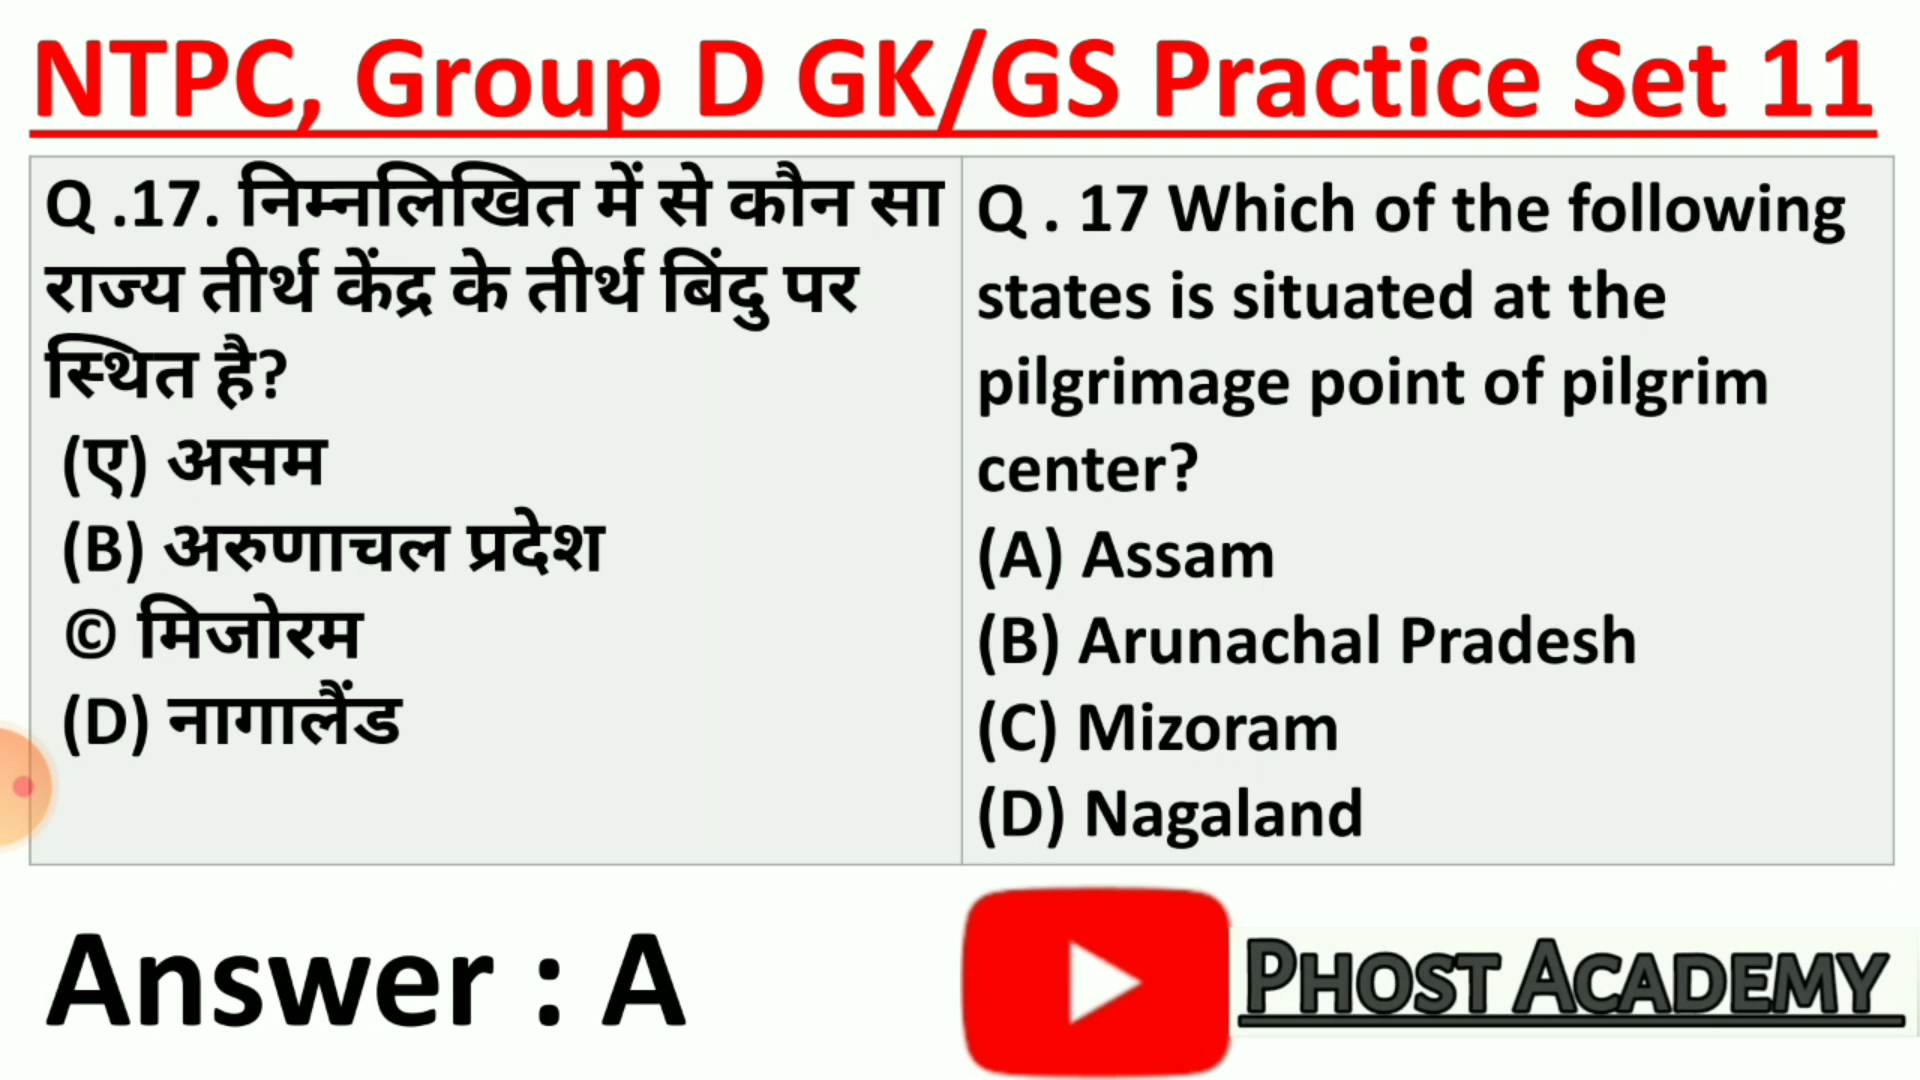 NTPC, Group D GK/GS Practice Set 11
Q .17. निम्नलिखित में से कौन सा
राज्य तीर्थ केंद्र के तीर्थ बिंदु पर
स्थित है?
(ए) असम
(B) अरुणाचल प्रदेश
© मिजोरम
(D) नागालैंड
Q . 17 Which of the following
states is situated at the
pilgrimage point of pilgrim
center?
(A) Assam
(B) Arunachal Pradesh
(C) Mizoram
(D) Nagaland
Answer : A
PHOST ACADEMY